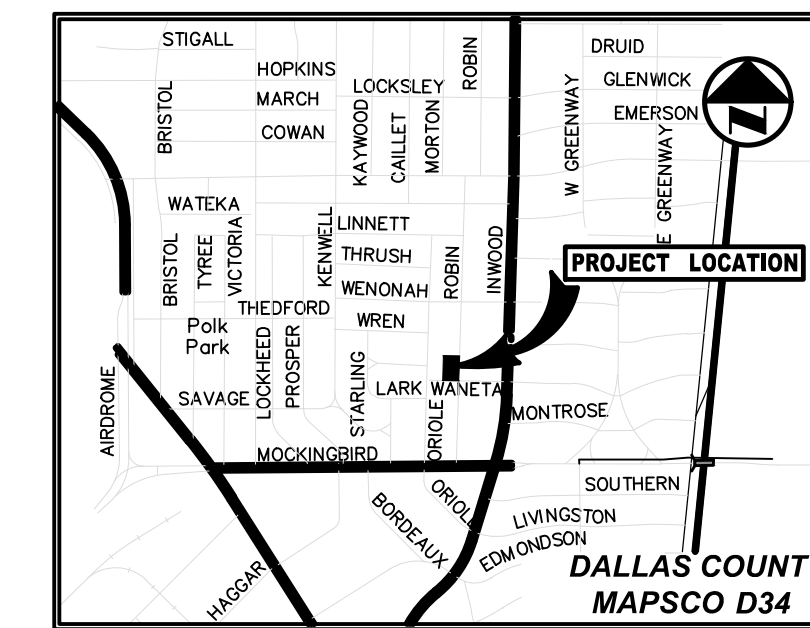 STIGALL
DRUID
ROBIN
HOPKINS
GLENWICK
LOCKSLEY
MARCH
BRISTOL
EMERSON
COWAN
KAYWOOD
CAILLET
MORTON
W GREENWAY
E GREENWAY
WATEKA
LINNETT
KENWELL
VICTORIA
TYREE
BRISTOL
THRUSH
ROBIN
INWOOD
PROJECT LOCATION
WENONAH
THEDFORD
WREN
Polk
Park
LOCKHEED
PROSPER
STARLING
LARK
WANETA
SAVAGE
AIRDROME
ORIOLE
MONTROSE
MOCKINGBIRD
SOUTHERN
ORIOLE
BORDEAUX
LIVINGSTON
EDMONDSON
HAGGAR
DALLAS COUNT
MAPSCO D34